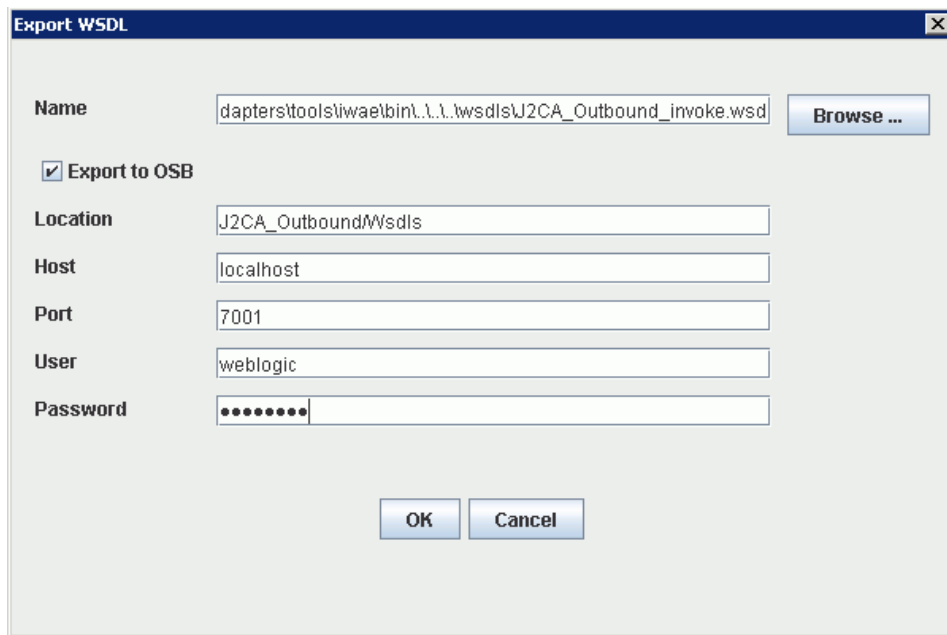 Export WSDL
Name dapters\tools\iwae\bin\..\..\..\wsdls\J2CA_Outbound_invoke.wsd Browse ...
Export to OSB
Location J2CA_Outbound/Wsdls
Host localhost
Port 7001
User weblogic
Password ••••••••
OK Cancel